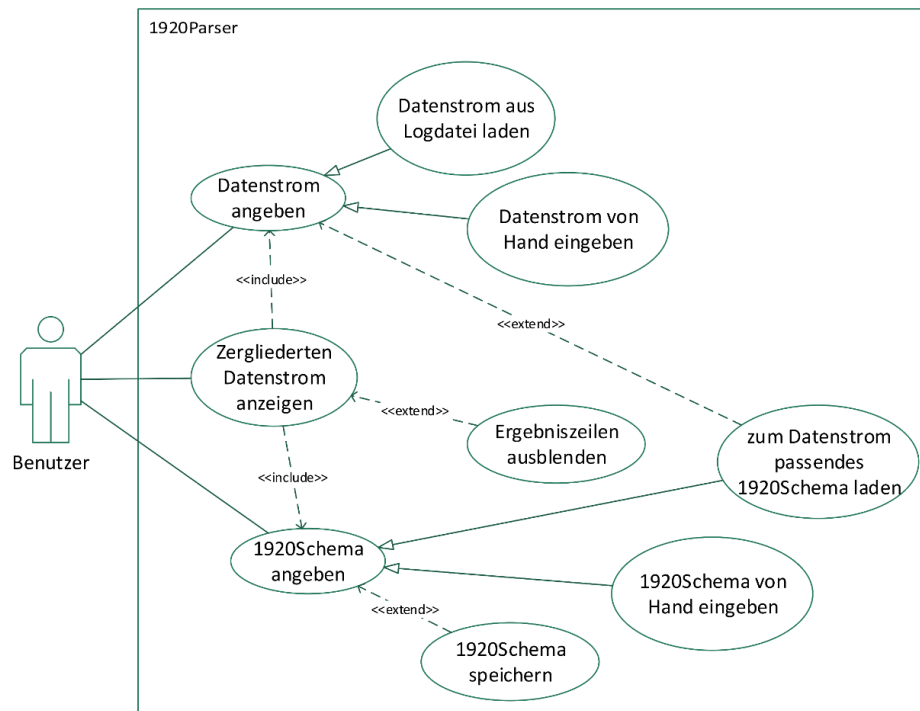 1920Parser
Datenstrom aus
Logdatei laden
Datenstrom
angeben
Datenstrom von
Hand eingeben
<<include>>
<<extend>>
Zergliederten
Datenstrom
anzeigen
<<extend>>
Ergebniszeilen
ausblenden
zum Datenstrom
passendes
1920Schema laden
Benutzer
<<include>>
1920Schema
angeben
1920Schema von
Hand eingeben
<<extend>>
1920Schema
speichern